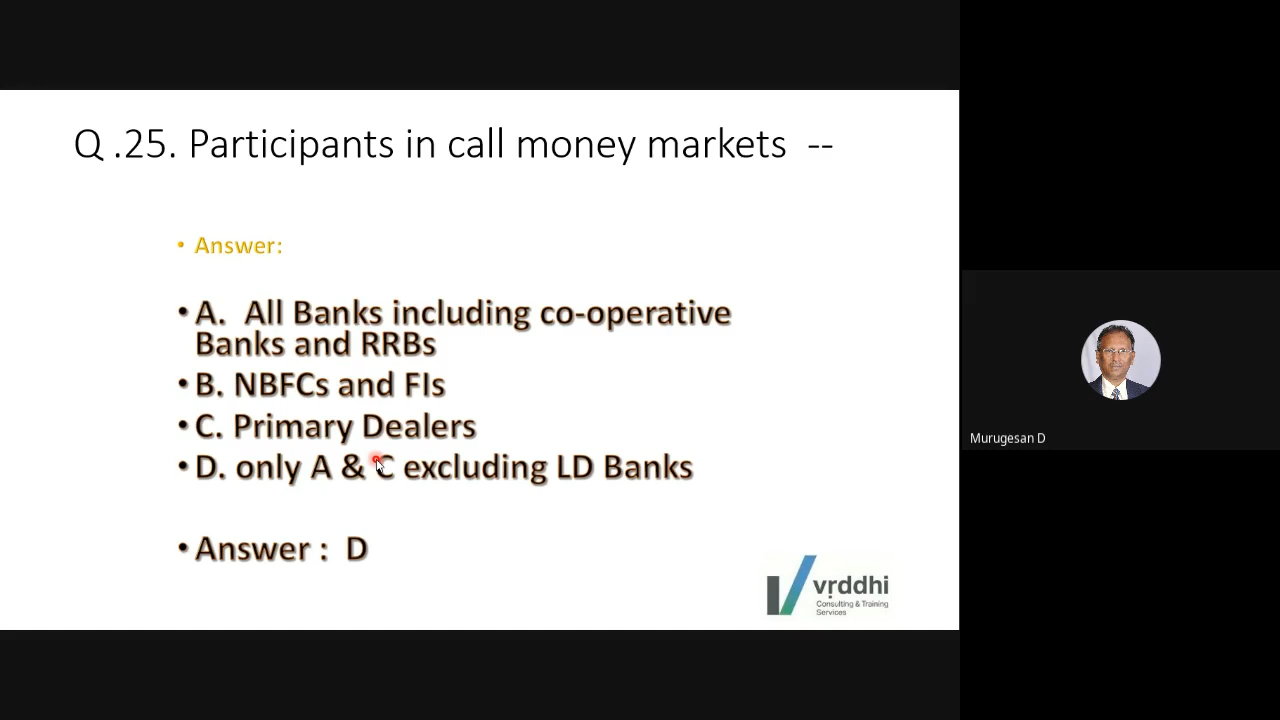 Q .25. Participants in call money markets --
• Answer:
• A. All Banks including co-operative
Banks and RRBs
• B. NBFCs and FIs
• C. Primary Dealers
• D. only A & C excluding LD Banks
• Answer : D
vṛddhi
Consulting & Training
Services
Murugesan D